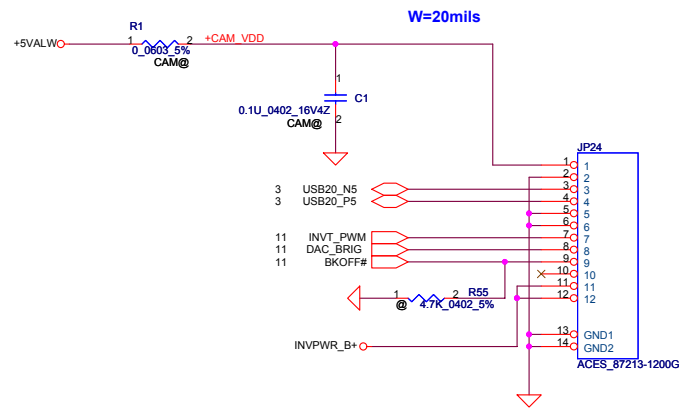 W=20mils
R1
+5VALW 1 2 +CAM_VDD
0_0603_5%
CAM@
1
C1
0.1U_0402_16V4Z
CAM@
2
JP24
1 1
2 2
3 USB20_N5 3 3
3 USB20_P5 4 4
5 5
6 6
11 INVT_PWM 7 7
11 DAC_BRIG 8 8
11 BKOFF# 9 9
10 10
11 11
12 12
1 2 R55
@ 4.7K_0402_5%
13 GND1
INVPWR_B+ 14 GND2
ACES_87213-1200G